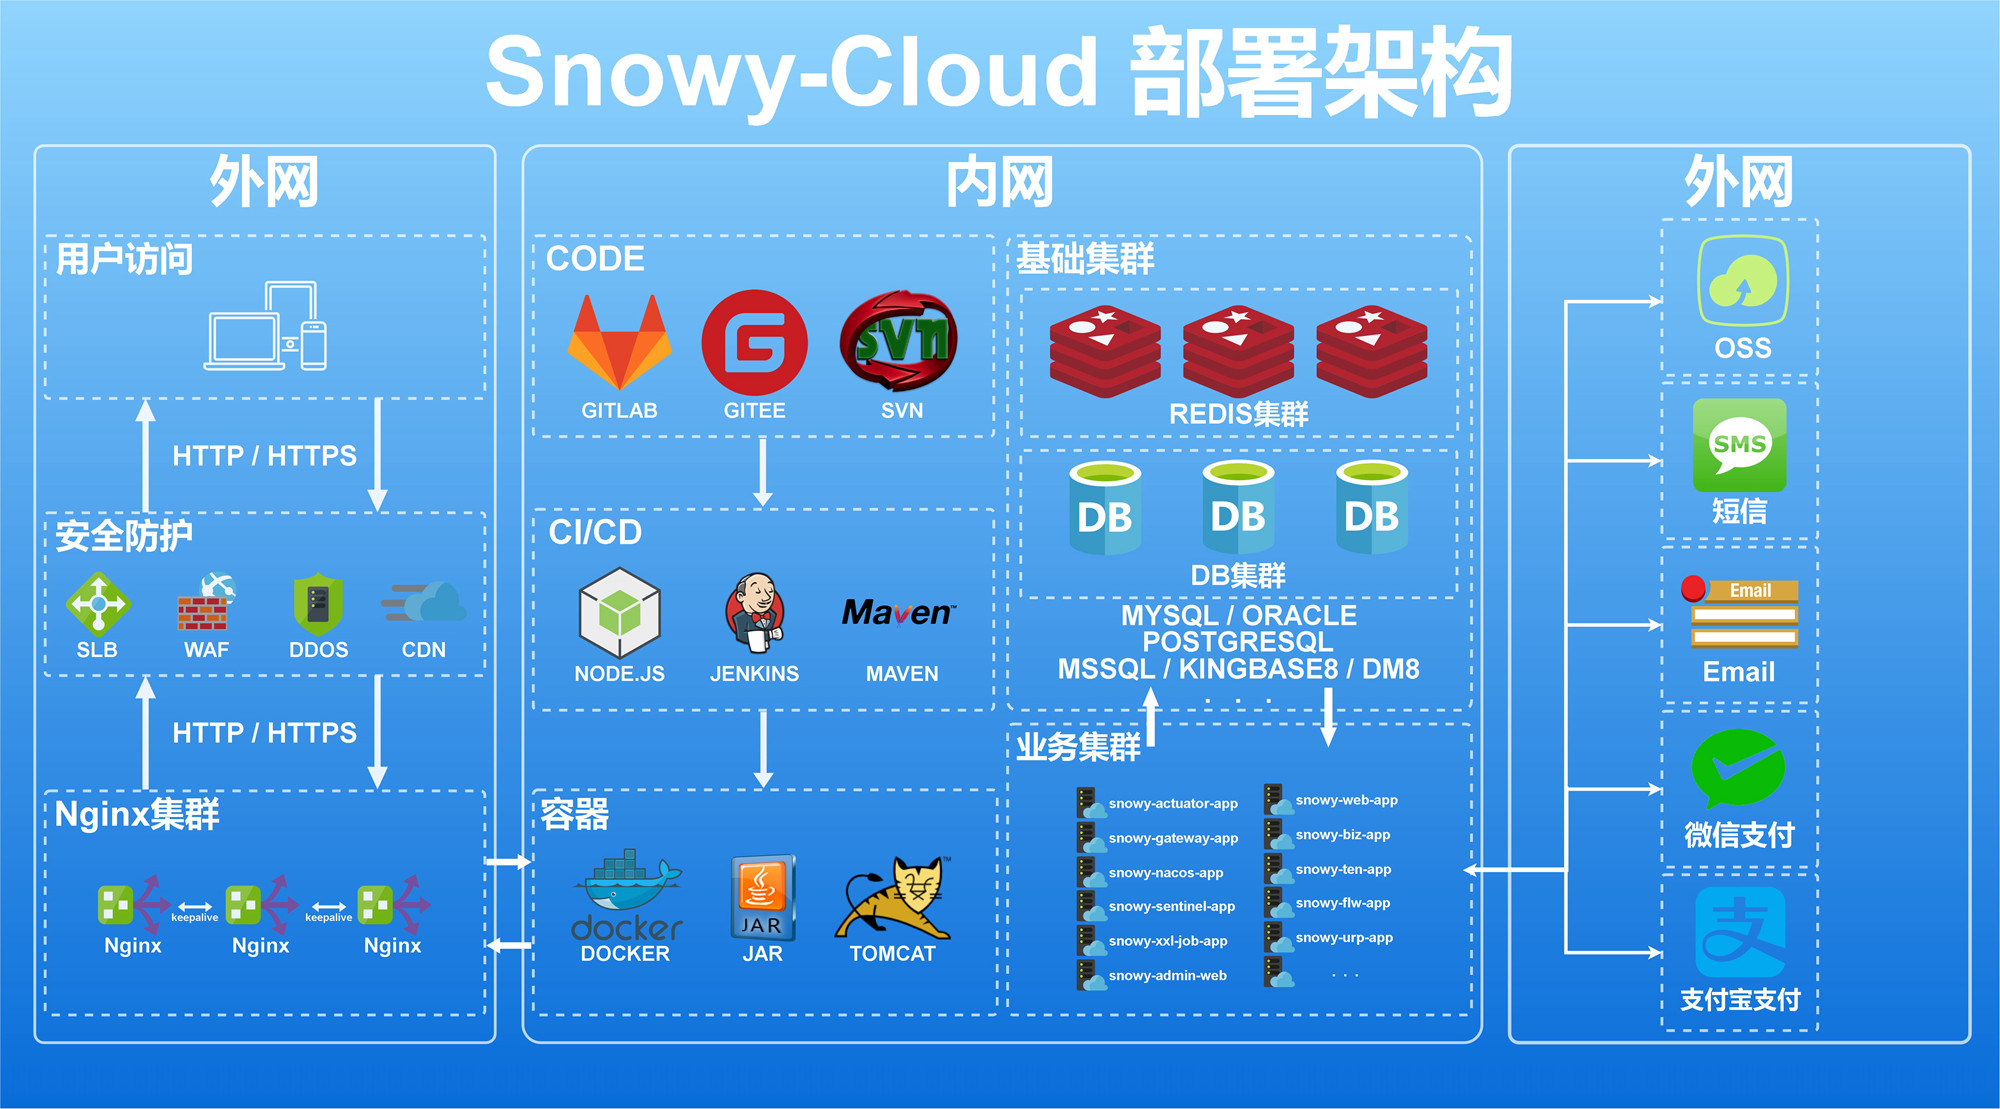 Snowy-Cloud 部署架构
外网
用户访问
HTTP / HTTPS
安全防护
SLB
WAF
DDOS
CDN
HTTP / HTTPS
Nginx集群
keepalive
keepalive
Nginx
Nginx
Nginx
内网
CODE
SVN
GITLAB
GITEE
SVN
CI/CD
Maven™
NODE.JS
JENKINS
MAVEN
容器
docker
JAR
TM
DOCKER
JAR
TOMCAT
基础集群
REDIS集群
DB
DB
DB
DB集群
MYSQL / ORACLE
POSTGRESQL
MSSQL / KINGBASE8 / DM8
· · ·
业务集群
snowy-actuator-app
snowy-gateway-app
snowy-nacos-app
snowy-sentinel-app
snowy-xxl-job-app
snowy-admin-web
snowy-web-app
snowy-biz-app
snowy-ten-app
snowy-flw-app
snowy-urp-app
· · ·
外网
OSS
SMS
短信
Email
Email
微信支付
支
支付宝支付